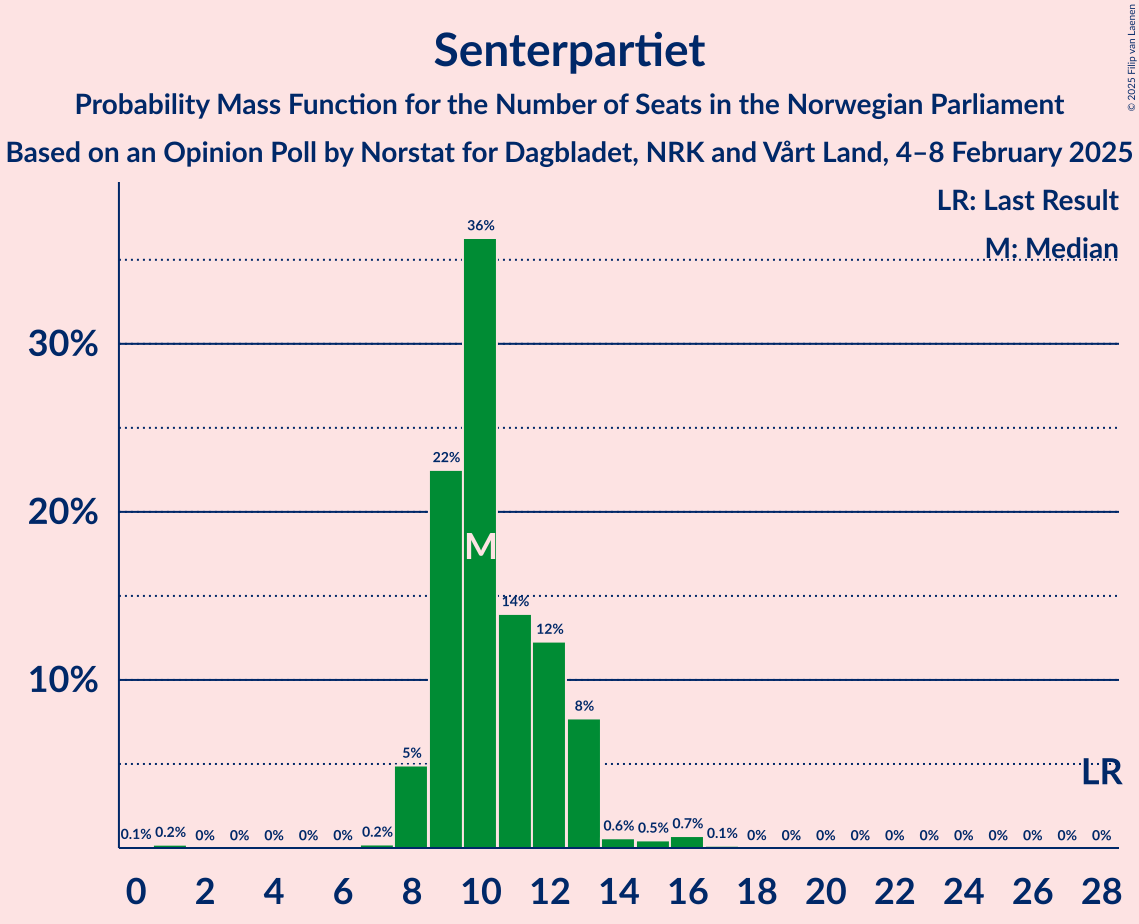 Senterpartiet
Probability Mass Function for the Number of Seats in the Norwegian Parliament
Based on an Opinion Poll by Norstat for Dagbladet, NRK and Vårt Land, 4–8 February 2025
© 2025 Filip van Laenen
LR: Last Result
M: Median
36%
30%
22%
20%
M
14%
12%
10%
8%
5%
LR
0.1% 0.2% 0% 0% 0% 0% 0% 0.2% 0.6% 0.5% 0.7% 0.1% 0% 0% 0% 0% 0% 0% 0% 0% 0% 0% 0%
0 2 4 6 8 10 12 14 16 18 20 22 24 26 28